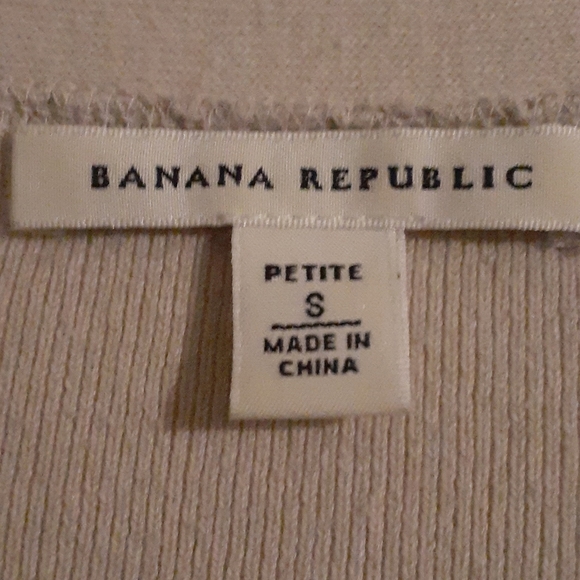 BANANA REPUBLIC
PETITE
S
MADE IN
CHINA